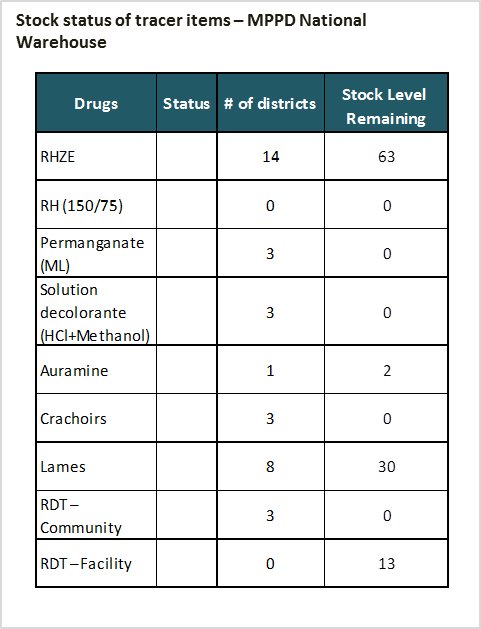 Stock status of tracer items – MPPD National
Warehouse
Drugs Status # of districts Stock Level
Remaining
RHZE 14 63
RH (150/75) 0 0
Permanganate
(ML) 3 0
Solution
decolorante 3 0
(HCl+Methanol)
Auramine 1 2
Crachoirs 3 0
Lames 8 30
RDT –
Community 3 0
RDT – Facility 0 13